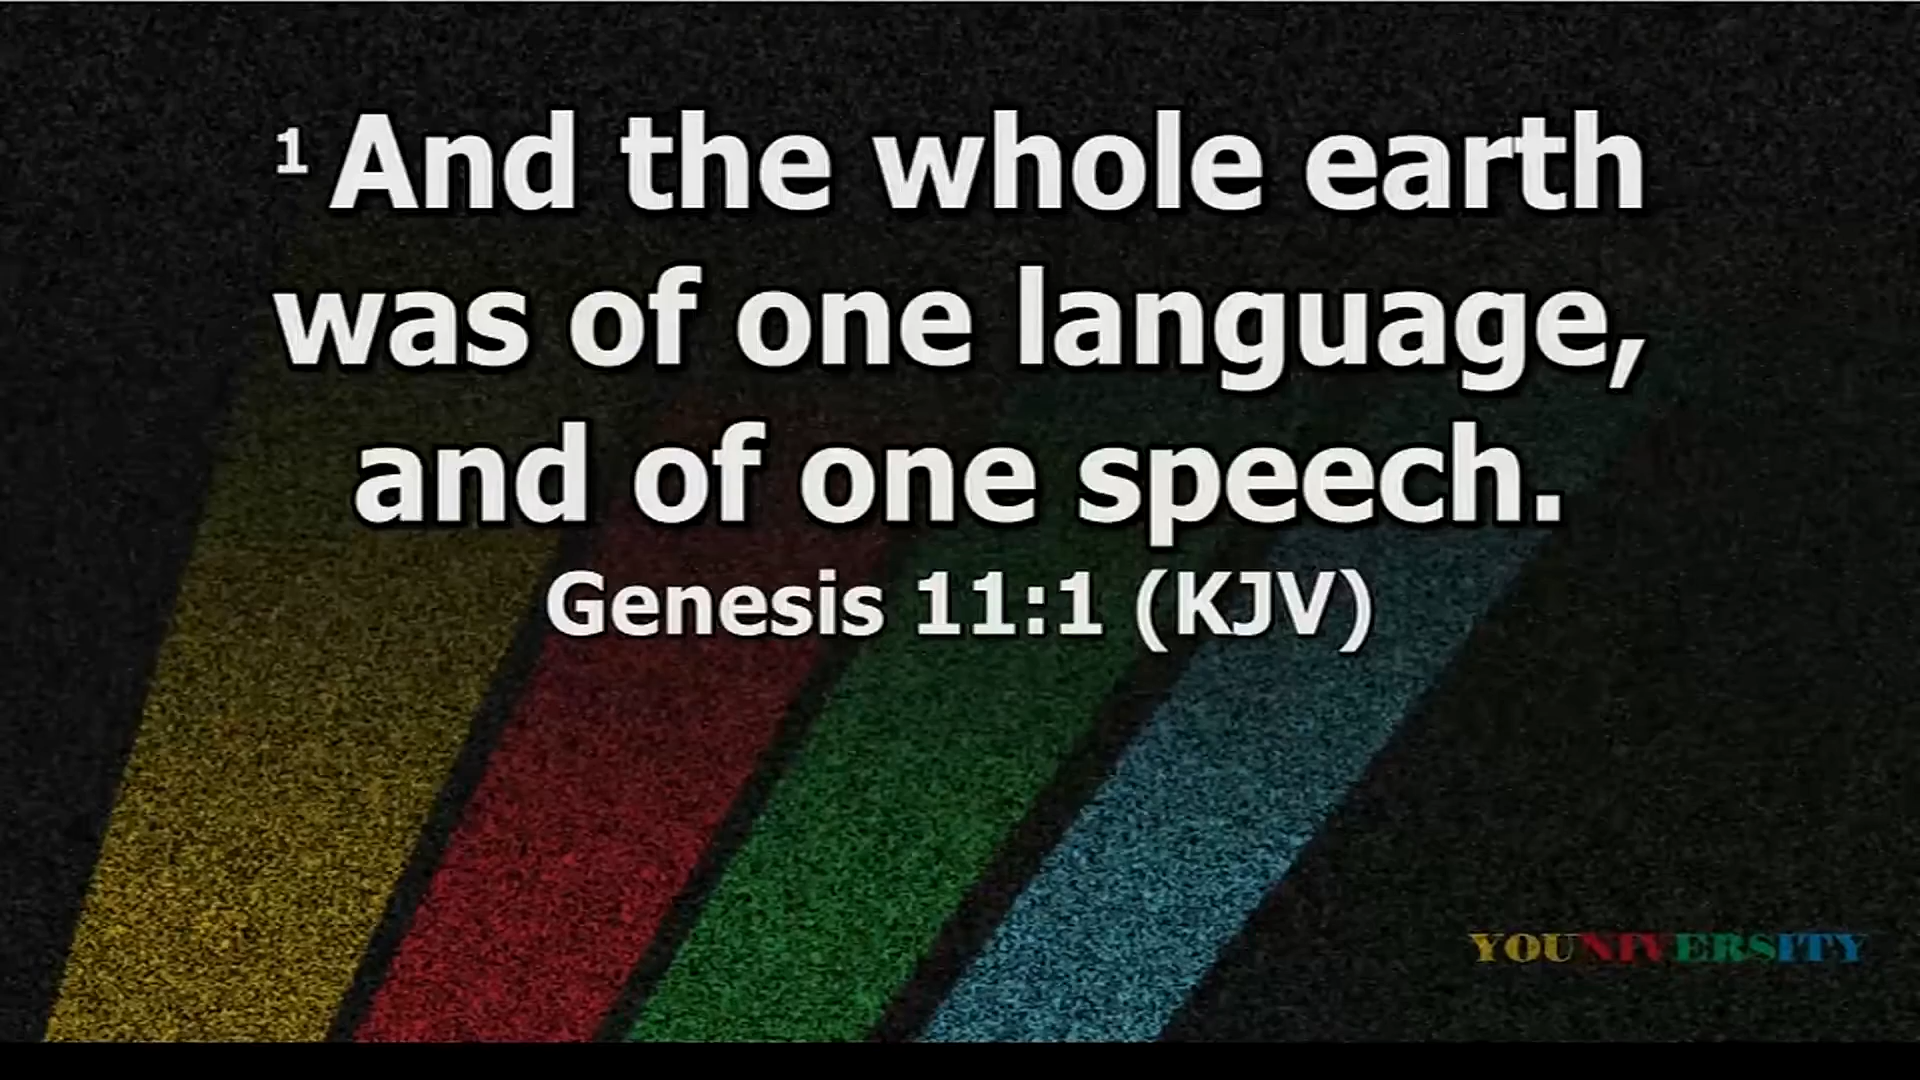 1 And the whole earth
was of one language,
and of one speech.
Genesis 11:1 (KJV)
YOUNIVERSITY